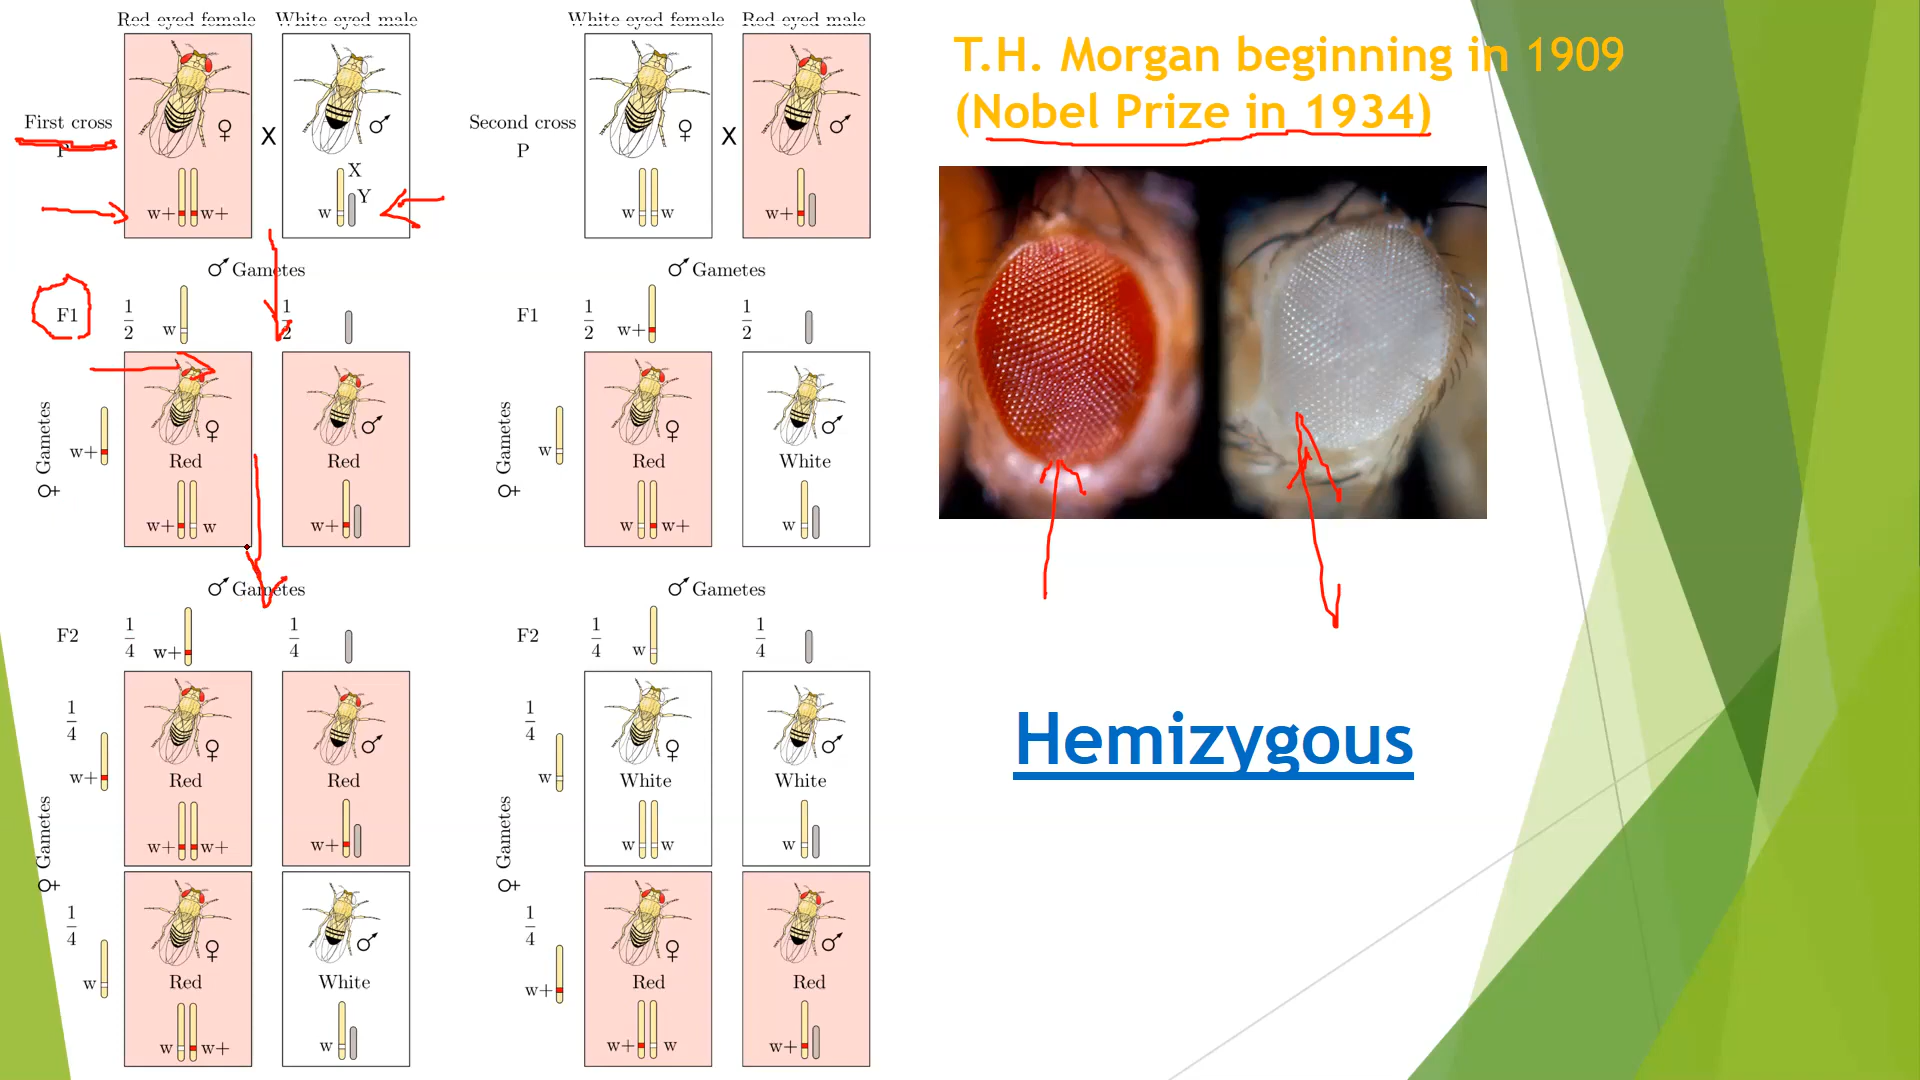 Red eyed female White eyed male
First cross
P
♀ X ♂
X
Y
w+ w+ w
♂ Gametes
F1 1/2 w 1/2
♀ Gametes
w+
♀ ♂
Red Red
w+ w w+
♂ Gametes
F2 1/4 w+ 1/4
♀ Gametes
1/4
w+
♀ ♂
Red Red
w+ w+ w+
1/4
w
♀ ♂
Red White
w w+ w
White eyed female Red eyed male
Second cross
P
♀ X ♂
w w w+
♂ Gametes
F1 1/2 w+ 1/2
♀ Gametes
w
♀ ♂
Red White
w w+ w
♂ Gametes
F2 1/4 w 1/4
♀ Gametes
1/4
w
♀ ♂
White White
w w w
1/4
w+
♀ ♂
Red Red
w+ w w+
T.H. Morgan beginning in 1909
(Nobel Prize in 1934)
Hemizygous